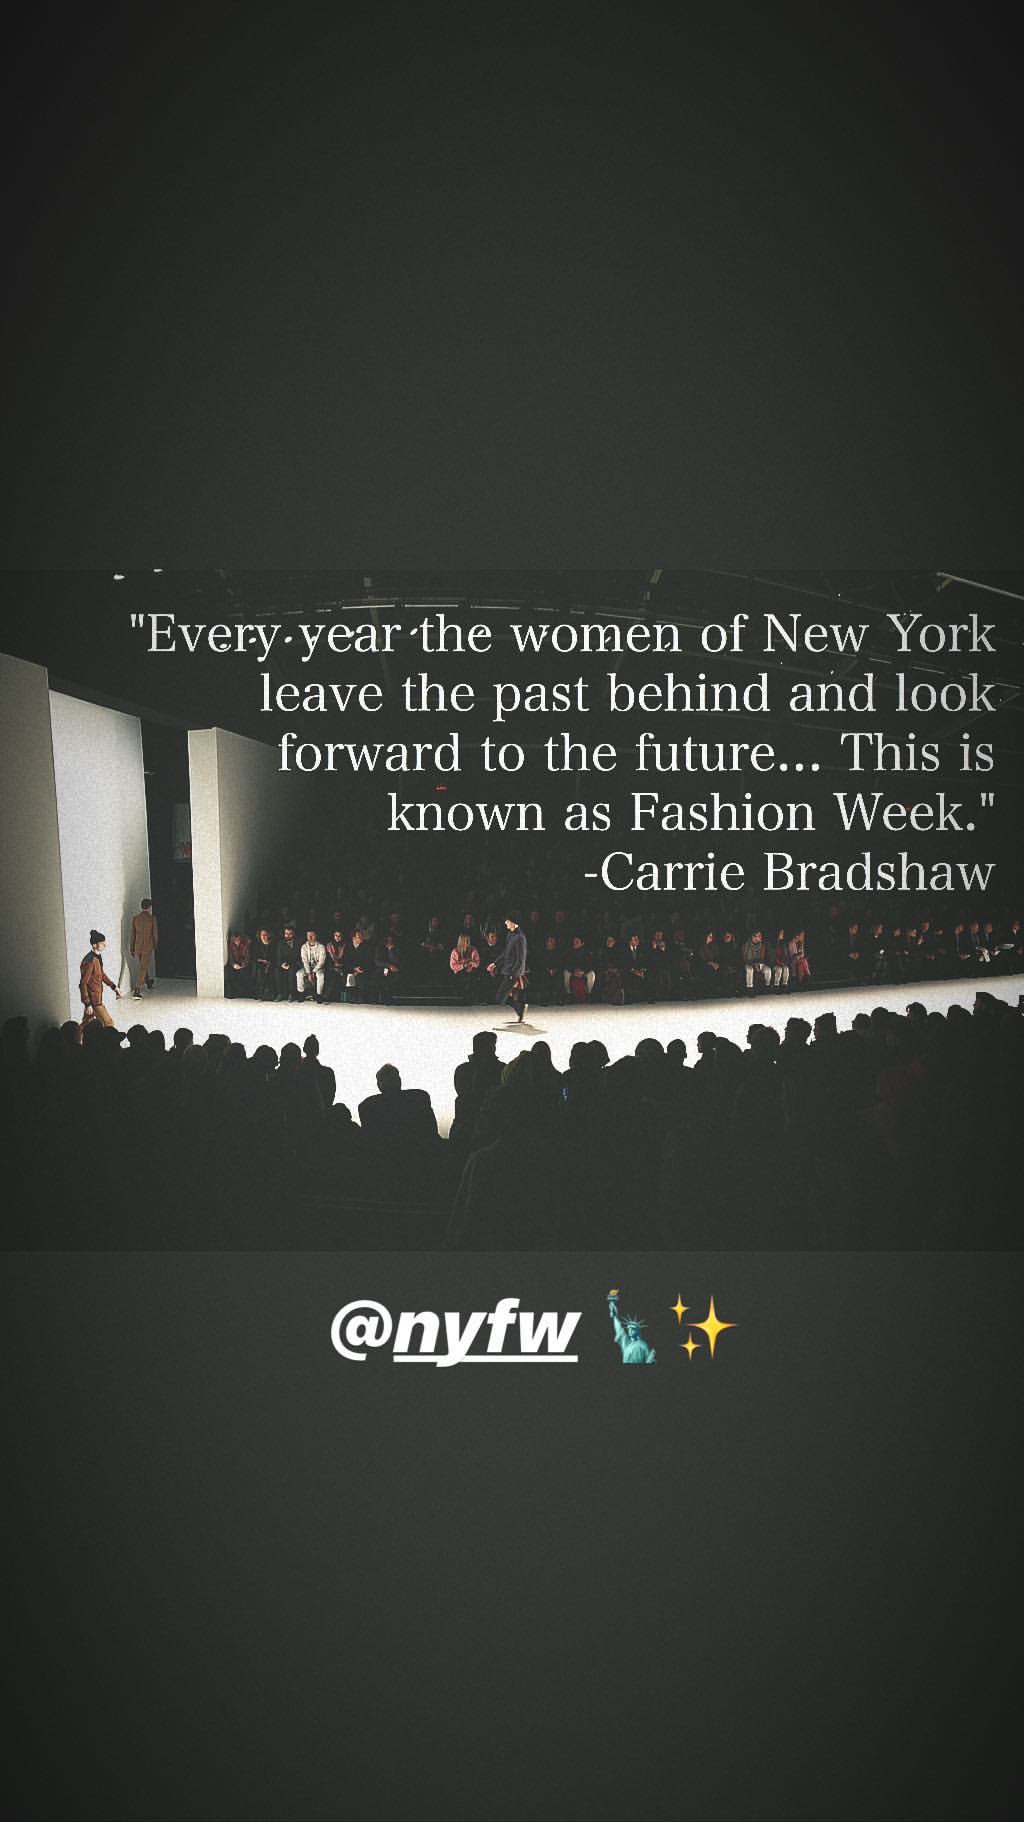 "Every year the women of New York
leave the past behind and look
forward to the future... This is
known as Fashion Week."
-Carrie Bradshaw
@nyfw 🗽✨